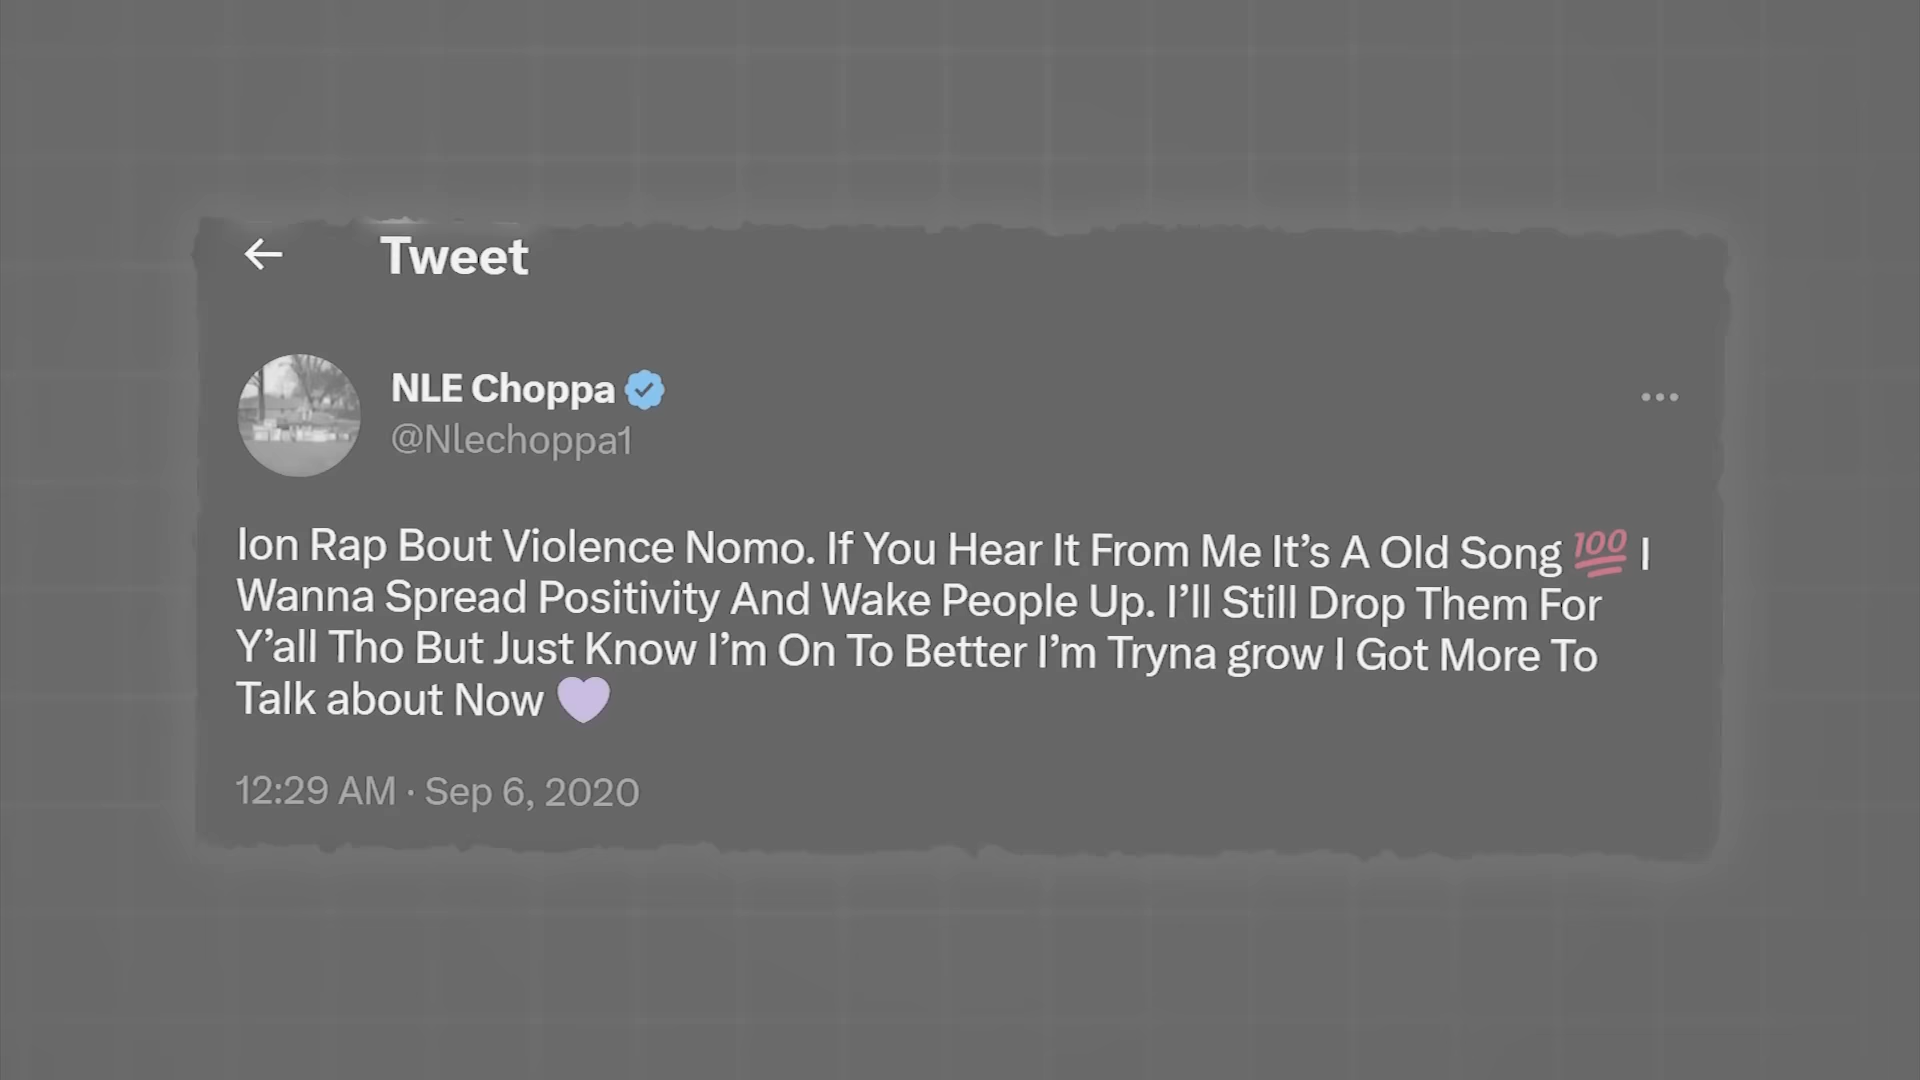 Tweet
NLE Choppa
@Nlechoppa1
Ion Rap Bout Violence Nomo. If You Hear It From Me It’s A Old Song 💯 I
Wanna Spread Positivity And Wake People Up. I’ll Still Drop Them For
Y’all Tho But Just Know I’m On To Better I’m Tryna grow I Got More To
Talk about Now 💜
12:29 AM · Sep 6, 2020